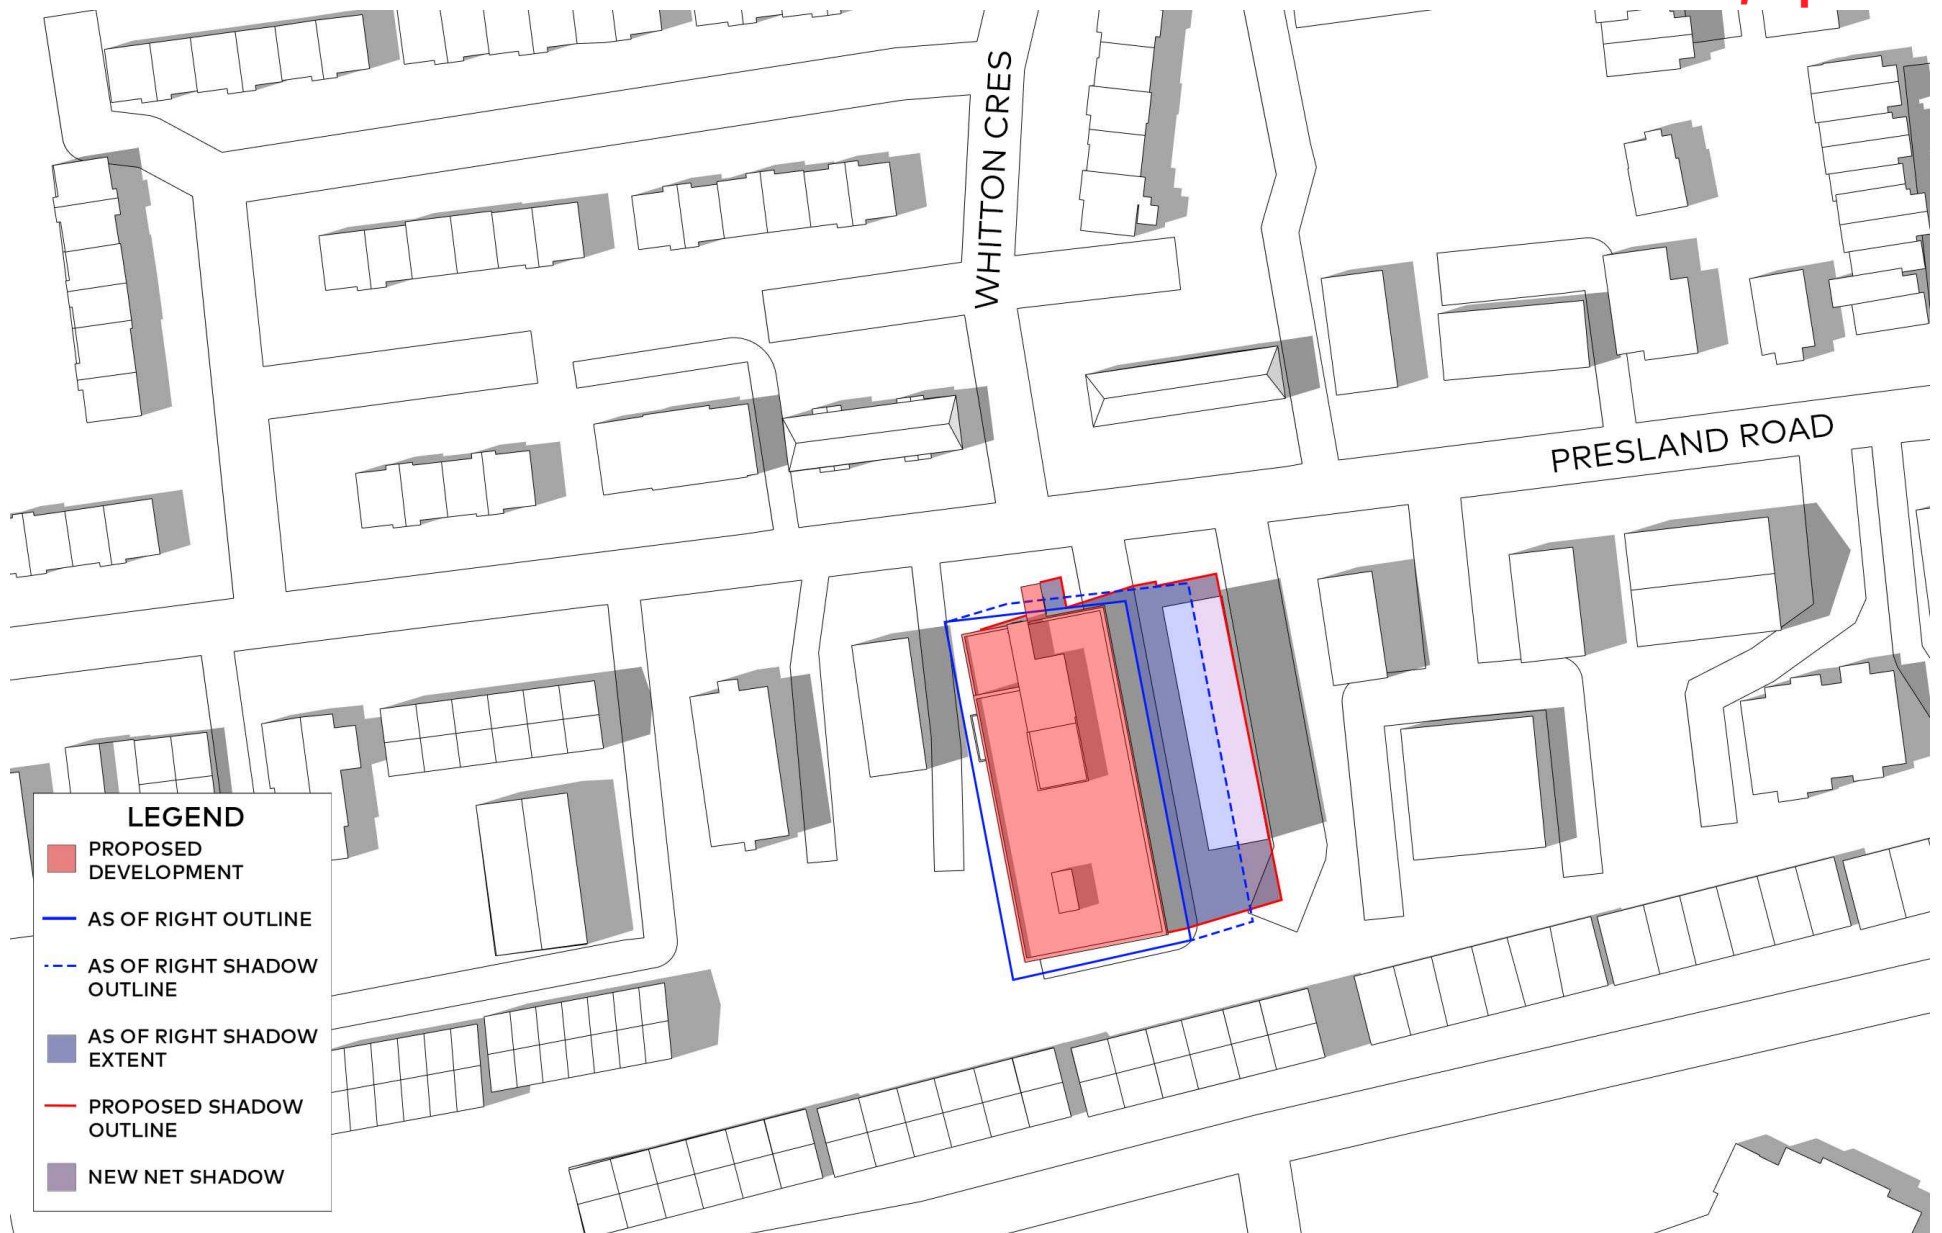 WHITTON CRES
PRESLAND ROAD
LEGEND
PROPOSED
DEVELOPMENT
AS OF RIGHT OUTLINE
AS OF RIGHT SHADOW
OUTLINE
AS OF RIGHT SHADOW
EXTENT
PROPOSED SHADOW
OUTLINE
NEW NET SHADOW